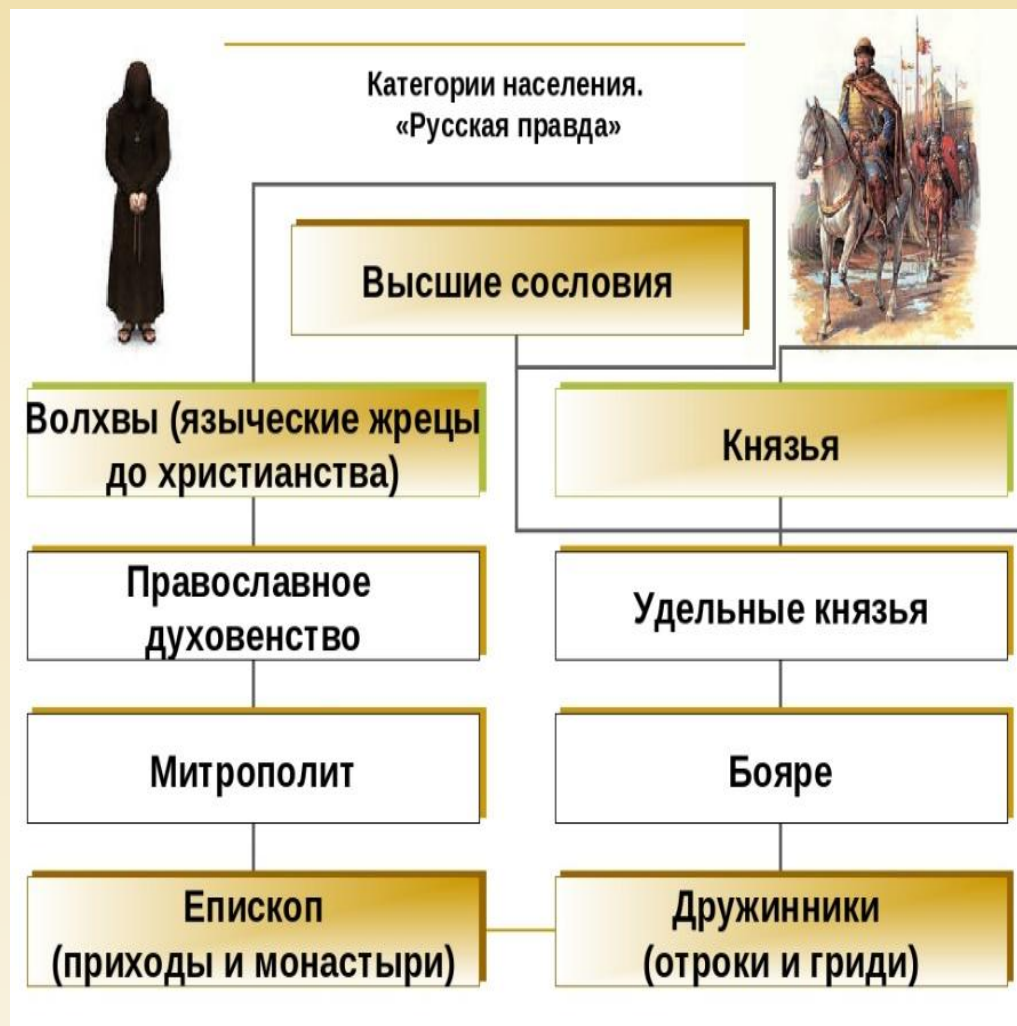 Категории населения.
«Русская правда»
Высшие сословия
Волхвы (языческие жрецы
до христианства)
Князья
Православное
духовенство
Удельные князья
Митрополит
Бояре
Епископ
(приходы и монастыри)
Дружинники
(отроки и гриди)